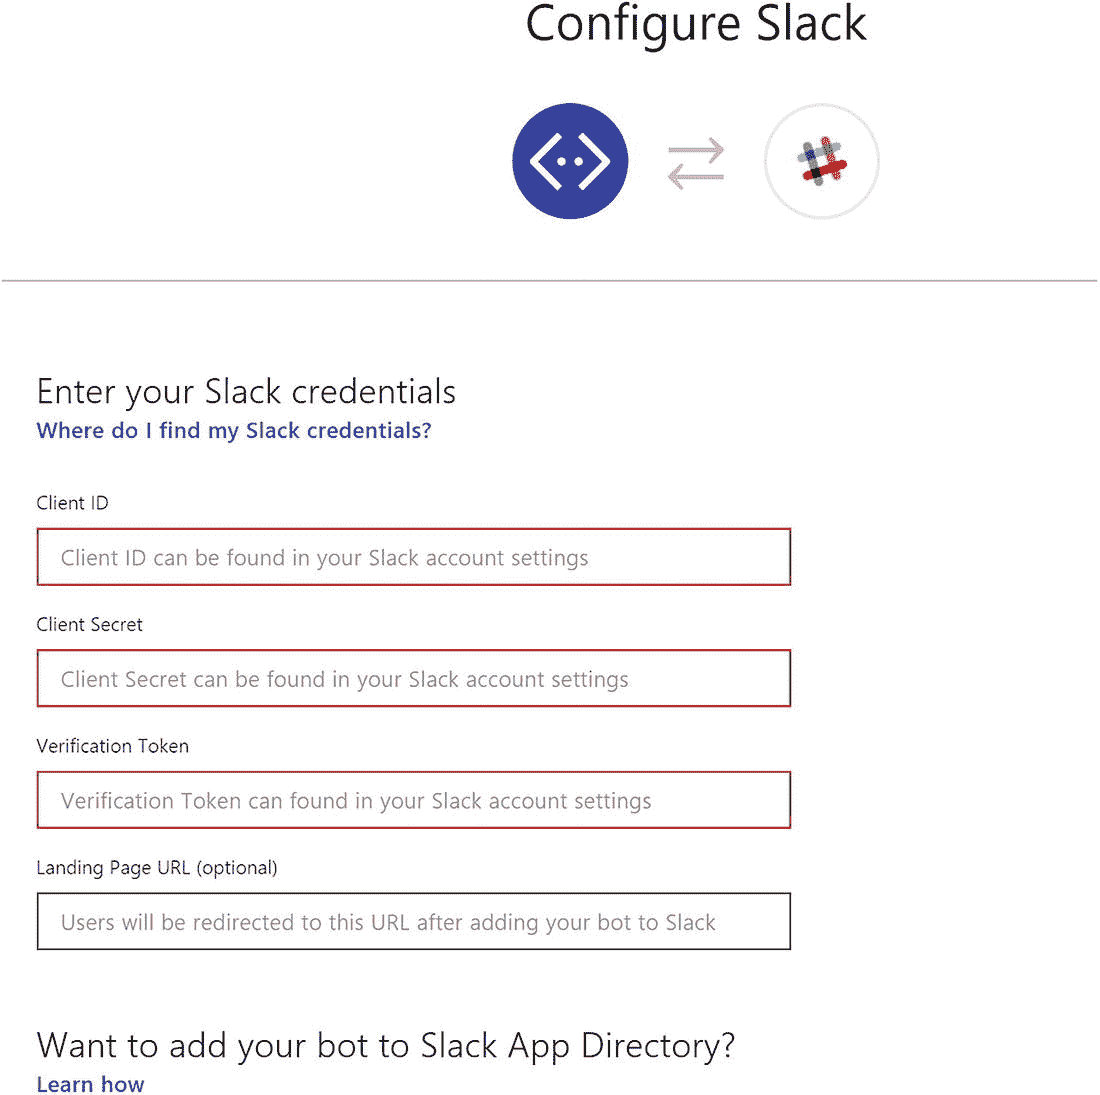 Configure Slack
Enter your Slack credentials
Where do I find my Slack credentials?
Client ID
Client ID can be found in your Slack account settings
Client Secret
Client Secret can be found in your Slack account settings
Verification Token
Verification Token can found in your Slack account settings
Landing Page URL (optional)
Users will be redirected to this URL after adding your bot to Slack
Want to add your bot to Slack App Directory?
Learn how